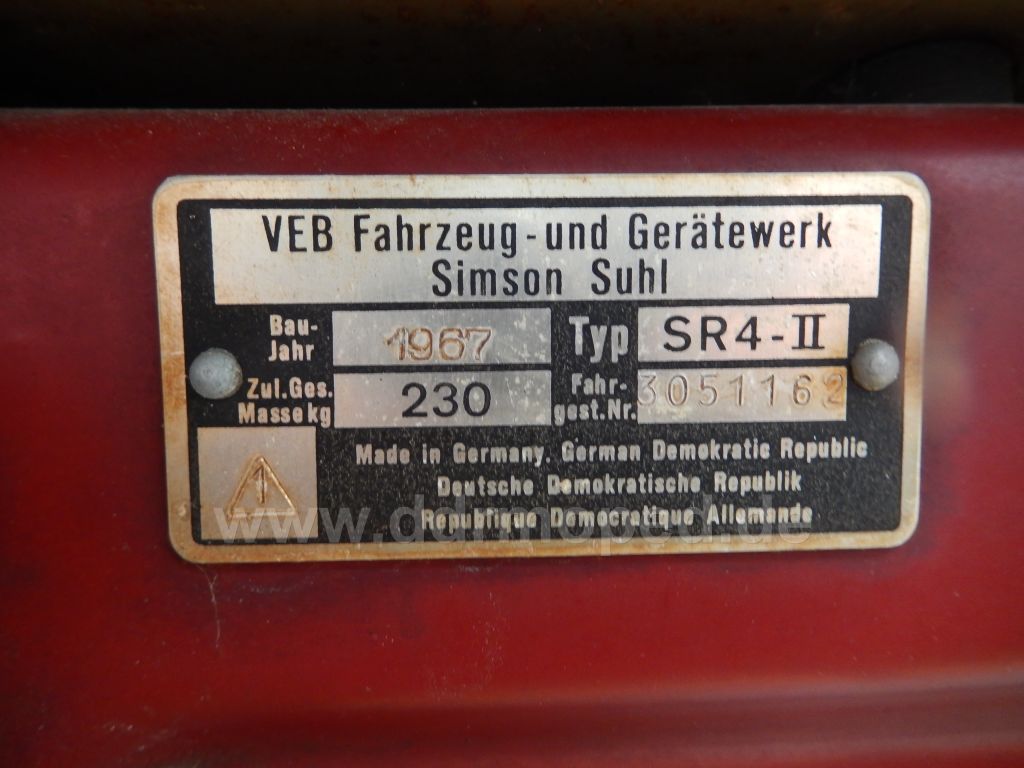 VEB Fahrzeug-und Gerätewerk
Simson Suhl
Bau-
Jahr
1967
Typ
SR4-II
Zul.Ges.
Masse kg
230
Fahr-
gest.Nr.
3051162
1
Made in Germany. German Demokratic Republic
Deutsche Demokratische Republik
Republique Democratique Allemande
www.ddrmoped.de